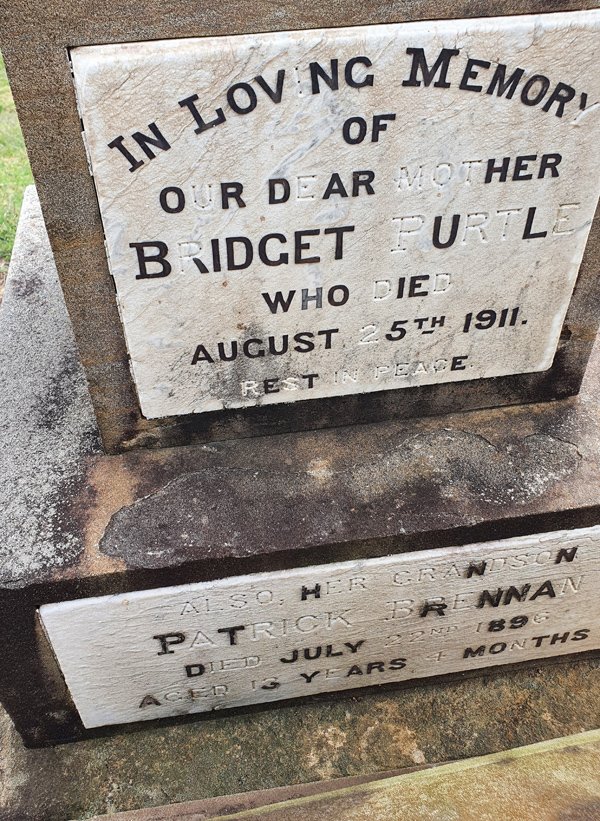 IN LOVING MEMORY
OF
OUR DEAR MOTHER
BRIDGET PURTLE
WHO DIED
AUGUST 25TH 1911.
REST IN PEACE.
ALSO, HER GRANDSON
PATRICK BRENNAN
DIED JULY 22ND 1896
AGED 13 YEARS 4 MONTHS